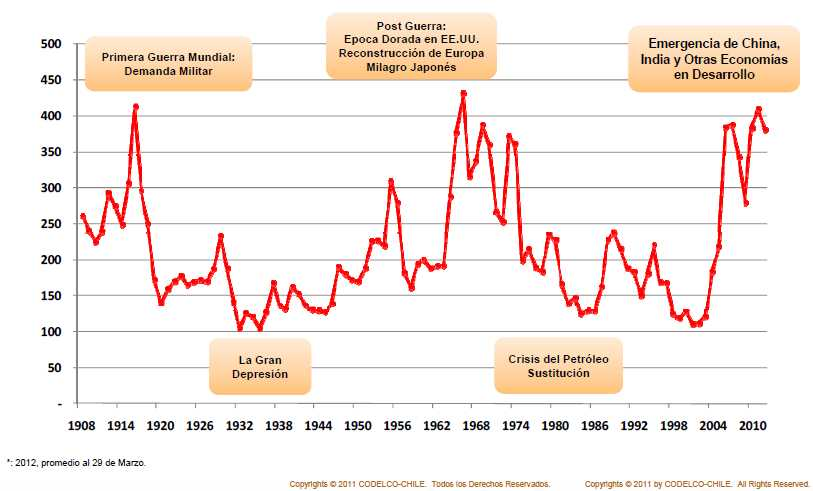 Post Guerra:
Epoca Dorada en EE.UU.
Reconstrucción de Europa
Milagro Japonés
Primera Guerra Mundial:
Demanda Militar
Emergencia de China,
India y Otras Economías
en Desarrollo
500
450
400
350
300
250
200
150
100
50
-
La Gran
Depresión
Crisis del Petróleo
Sustitución
1908 1914 1920 1926 1932 1938 1944 1950 1956 1962 1968 1974 1980 1986 1992 1998 2004 2010
*: 2012, promedio al 29 de Marzo.
Copyrights © 2011 CODELCO-CHILE. Todos los Derechos Reservados.
Copyrights © 2011 by CODELCO-CHILE. All Rights Reserved.